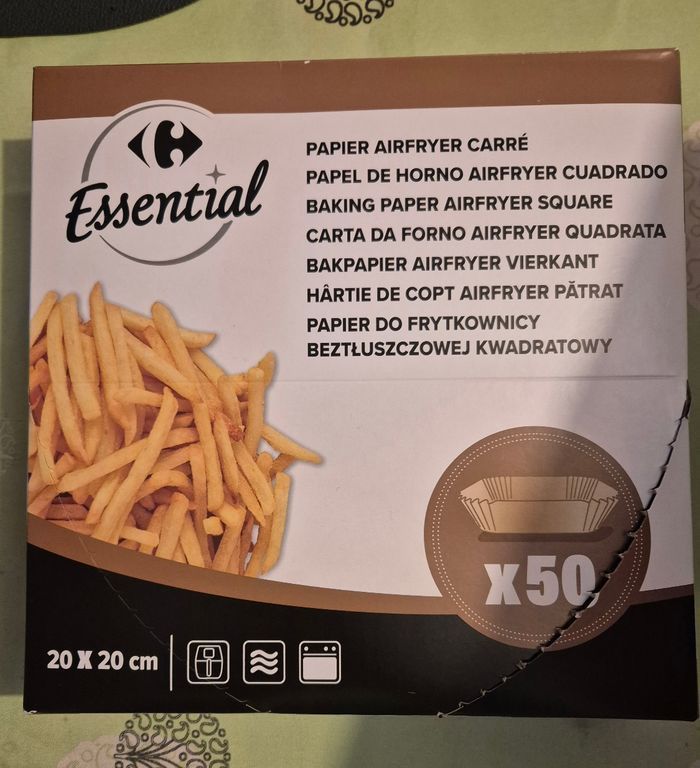 Essential
PAPIER AIRFRYER CARRÉ
PAPEL DE HORNO AIRFRYER CUADRADO
BAKING PAPER AIRFRYER SQUARE
CARTA DA FORNO AIRFRYER QUADRATA
BAKPAPIER AIRFRYER VIERKANT
HÂRTIE DE COPT AIRFRYER PĂTRAT
PAPIER DO FRYTKOWNICY
BEZTŁUSZCZOWEJ KWADRATOWY
x50
20 X 20 cm